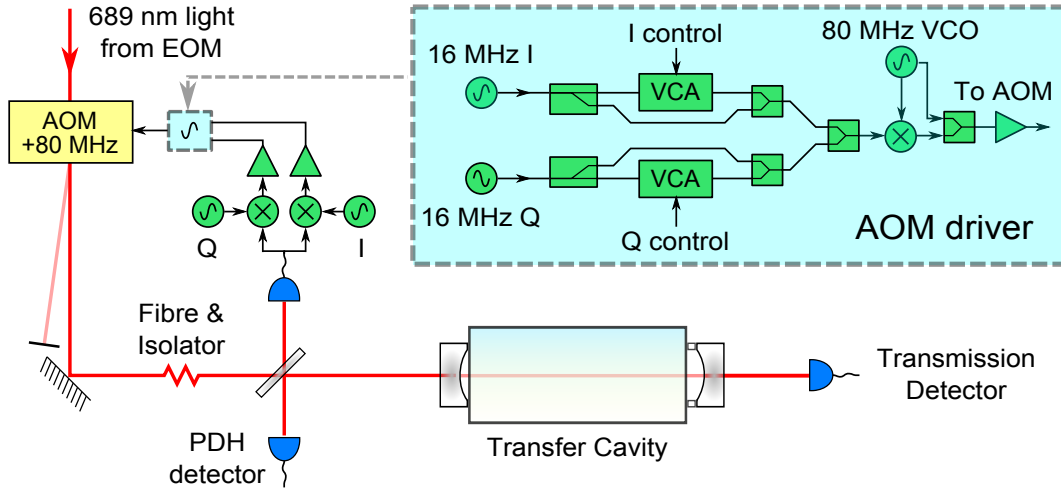 689 nm light
from EOM
AOM
+80 MHz
Q
I
Fibre &
Isolator
PDH
detector
Transfer Cavity
Transmission
Detector
16 MHz I
I control
VCA
80 MHz VCO
To AOM
VCA
16 MHz Q
Q control
AOM driver